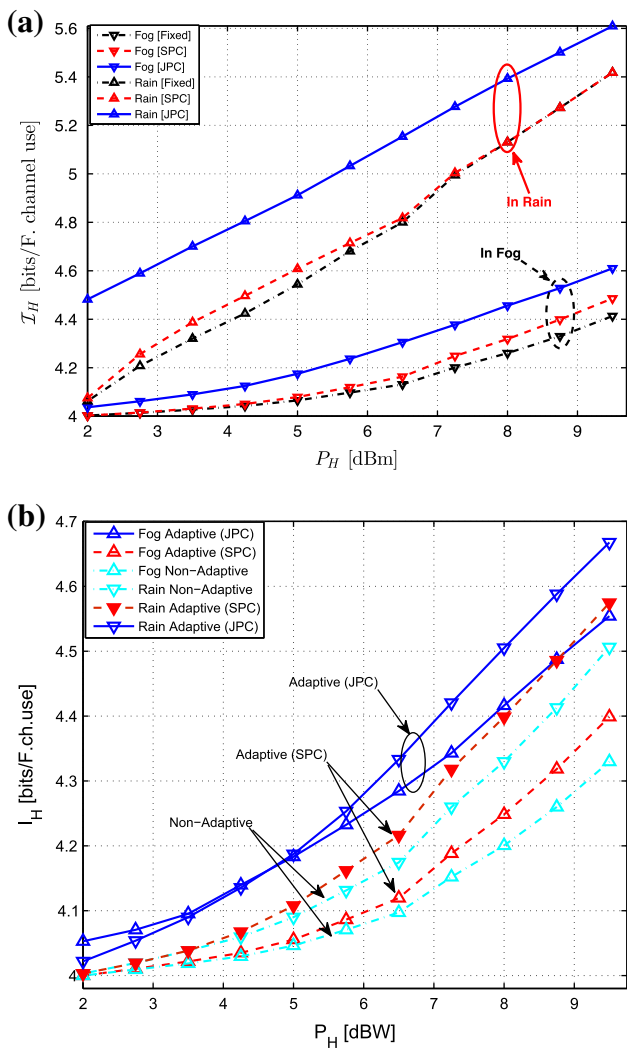 (a)
5.6
5.4
5.2
5
4.8
4.6
4.4
4.2
4
Fog [Fixed]
Fog [SPC]
Fog [JPC]
Rain [Fixed]
Rain [SPC]
Rain [JPC]
In Rain
In Fog
2 3 4 5 6 7 8 9
P_H [dBm]
I_H [bits/F. channel use]
(b)
4.7
4.6
4.5
4.4
4.3
4.2
4.1
4
Fog Adaptive (JPC)
Fog Adaptive (SPC)
Fog Non−Adaptive
Rain Non−Adaptive
Rain Adaptive (SPC)
Rain Adaptive (JPC)
Adaptive (JPC)
Adaptive (SPC)
Non−Adaptive
2 3 4 5 6 7 8 9
P_H [dBW]
I_H [bits/F.ch.use]